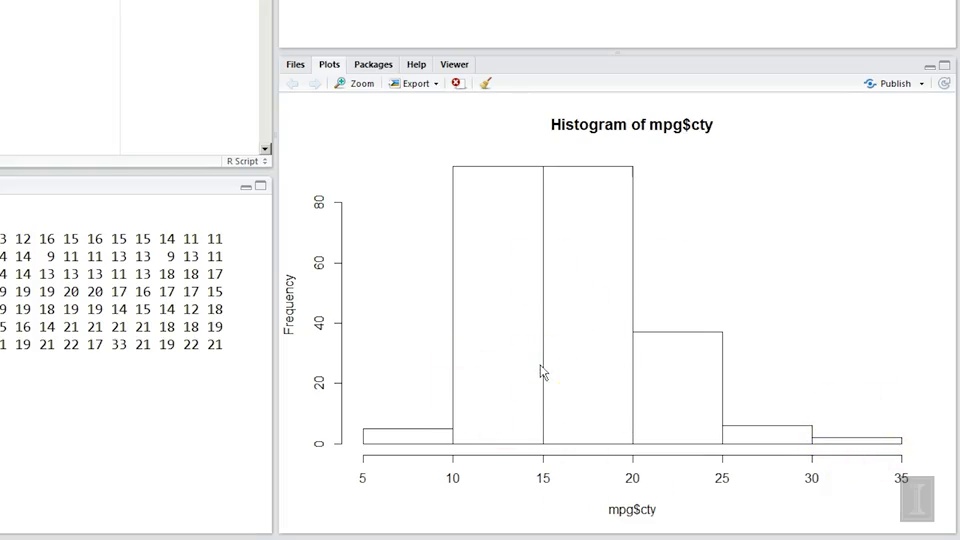 Files Plots Packages Help Viewer
Zoom Export Publish
R Script
3 12 16 15 16 15 15 14 11 11
4 14 9 11 11 13 13 9 13 11
4 14 13 13 13 11 13 18 18 17
9 19 19 20 20 17 16 17 17 15
9 19 18 19 19 14 15 14 12 18
5 16 14 21 21 21 21 18 18 19
1 19 21 22 17 33 21 19 22 21
Histogram of mpg$cty
Frequency
80
60
40
20
0
5 10 15 20 25 30 35
mpg$cty
I